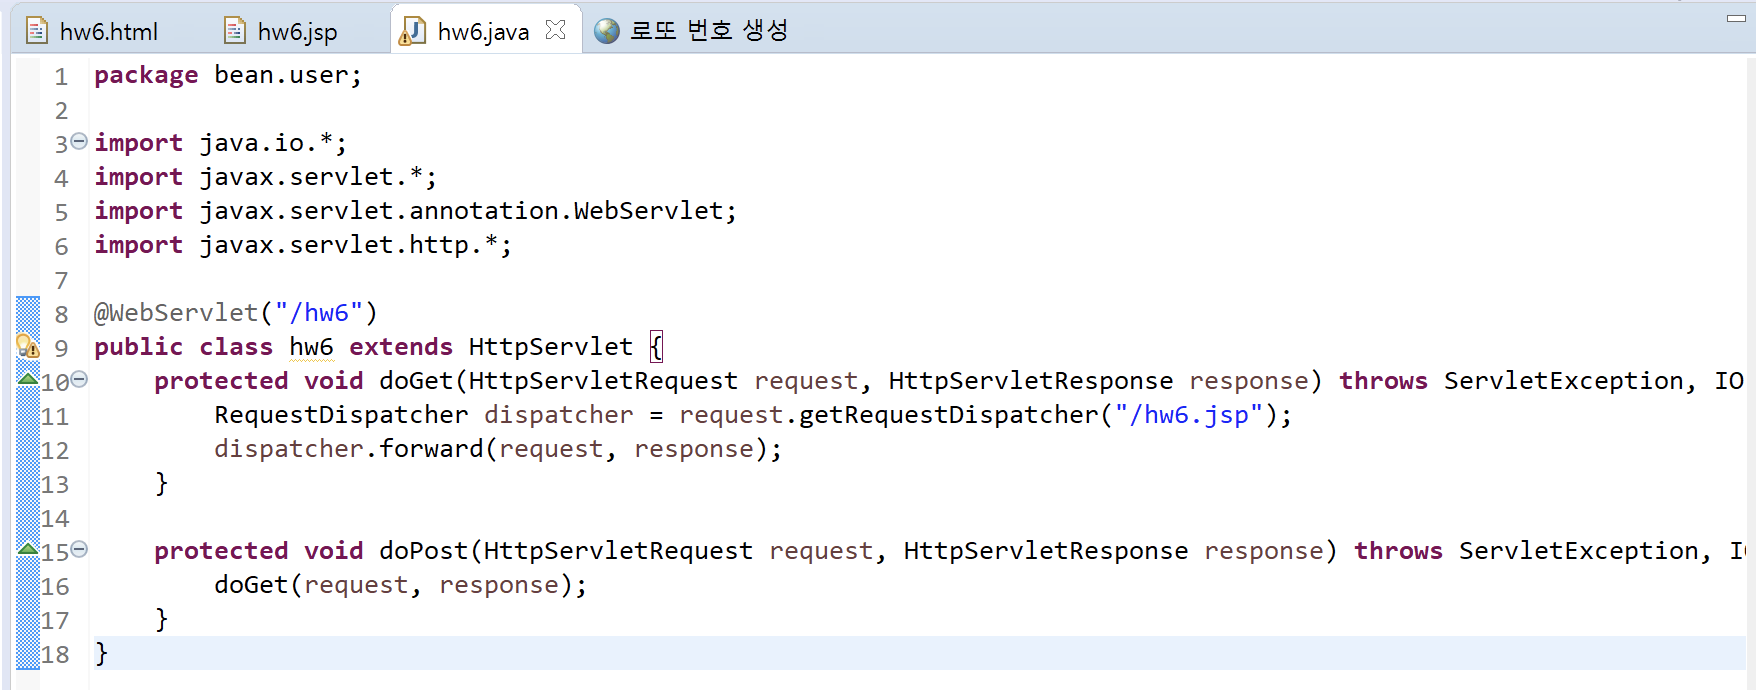 hw6.html hw6.jsp hw6.java 로또 번호 생성
1 package bean.user;
2
3 import java.io.*;
4 import javax.servlet.*;
5 import javax.servlet.annotation.WebServlet;
6 import javax.servlet.http.*;
7
8 @WebServlet("/hw6")
9 public class hw6 extends HttpServlet {
10 protected void doGet(HttpServletRequest request, HttpServletResponse response) throws ServletException, IO
11 RequestDispatcher dispatcher = request.getRequestDispatcher("/hw6.jsp");
12 dispatcher.forward(request, response);
13 }
14
15 protected void doPost(HttpServletRequest request, HttpServletResponse response) throws ServletException, I
16 doGet(request, response);
17 }
18 }